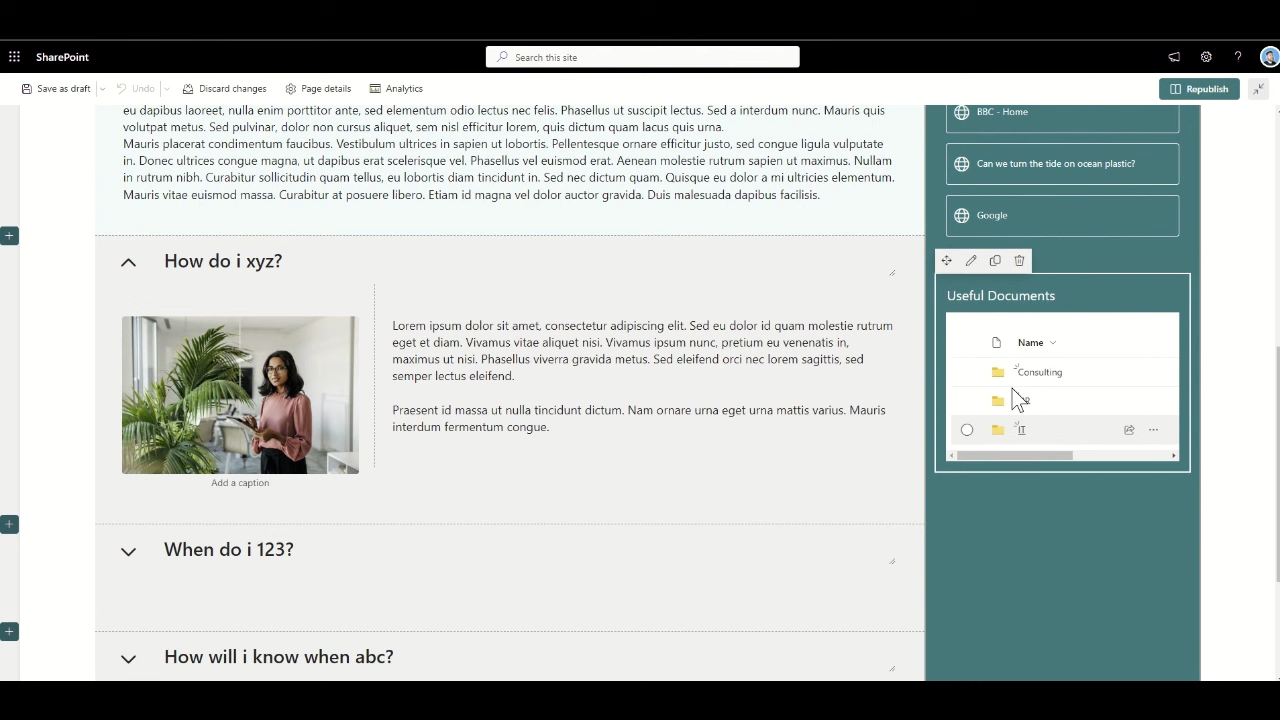 SharePoint
Search this site
Save as draft
Undo
Discard changes
Page details
Analytics
Republish
eu dapibus laoreet, nulla enim porttitor ante, sed elementum odio lectus nec felis. Phasellus ut suscipit lectus. Sed a interdum nunc. Mauris quis
volutpat metus. Sed pulvinar, dolor non cursus aliquet, sem nisl efficitur lorem, quis dictum quam lacus quis urna.
Mauris placerat condimentum faucibus. Vestibulum ultrices in sapien ut lobortis. Pellentesque ornare efficitur justo, sed congue ligula vulputate
in. Donec ultrices congue magna, ut dapibus erat scelerisque vel. Phasellus vel euismod erat. Aenean molestie rutrum sapien ut maximus. Nullam
in rutrum nibh. Curabitur sollicitudin quam tellus, eu lobortis diam tincidunt in. Sed nec dictum quam. Quisque eu dolor a mi ultricies elementum.
Mauris vitae euismod massa. Curabitur at posuere libero. Etiam id magna vel dolor auctor gravida. Duis malesuada dapibus facilisis.
How do i xyz?
Lorem ipsum dolor sit amet, consectetur adipiscing elit. Sed eu dolor id quam molestie rutrum
eget et diam. Vivamus vitae aliquet nisi. Vivamus ipsum nunc, pretium eu venenatis in,
maximus ut nisi. Phasellus viverra gravida metus. Sed eleifend orci nec lorem sagittis, sed
semper lectus eleifend.
Praesent id massa ut nulla tincidunt dictum. Nam ornare urna eget urna mattis varius. Mauris
interdum fermentum congue.
Add a caption
When do i 123?
How will i know when abc?
BBC - Home
Can we turn the tide on ocean plastic?
Google
Useful Documents
Name
Consulting
IT